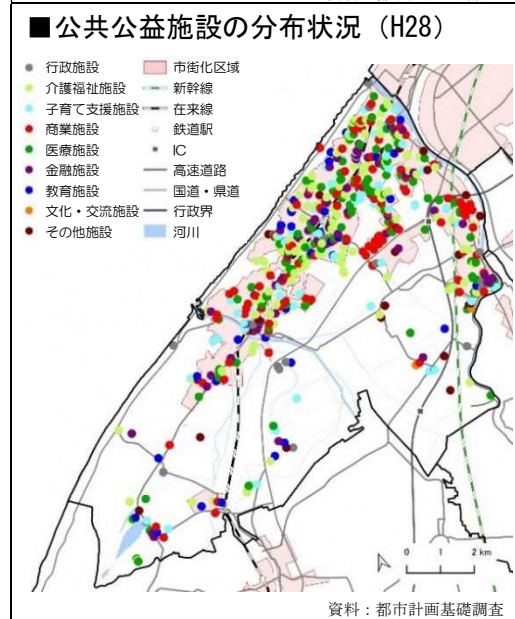 ■公共公益施設の分布状況（H28）
行政施設
介護福祉施設
子育て支援施設
商業施設
医療施設
金融施設
教育施設
文化・交流施設
その他施設
市街化区域
新幹線
在来線
鉄道駅
IC
高速道路
国道・県道
行政界
河川
0 1 2 km
資料：都市計画基礎調査